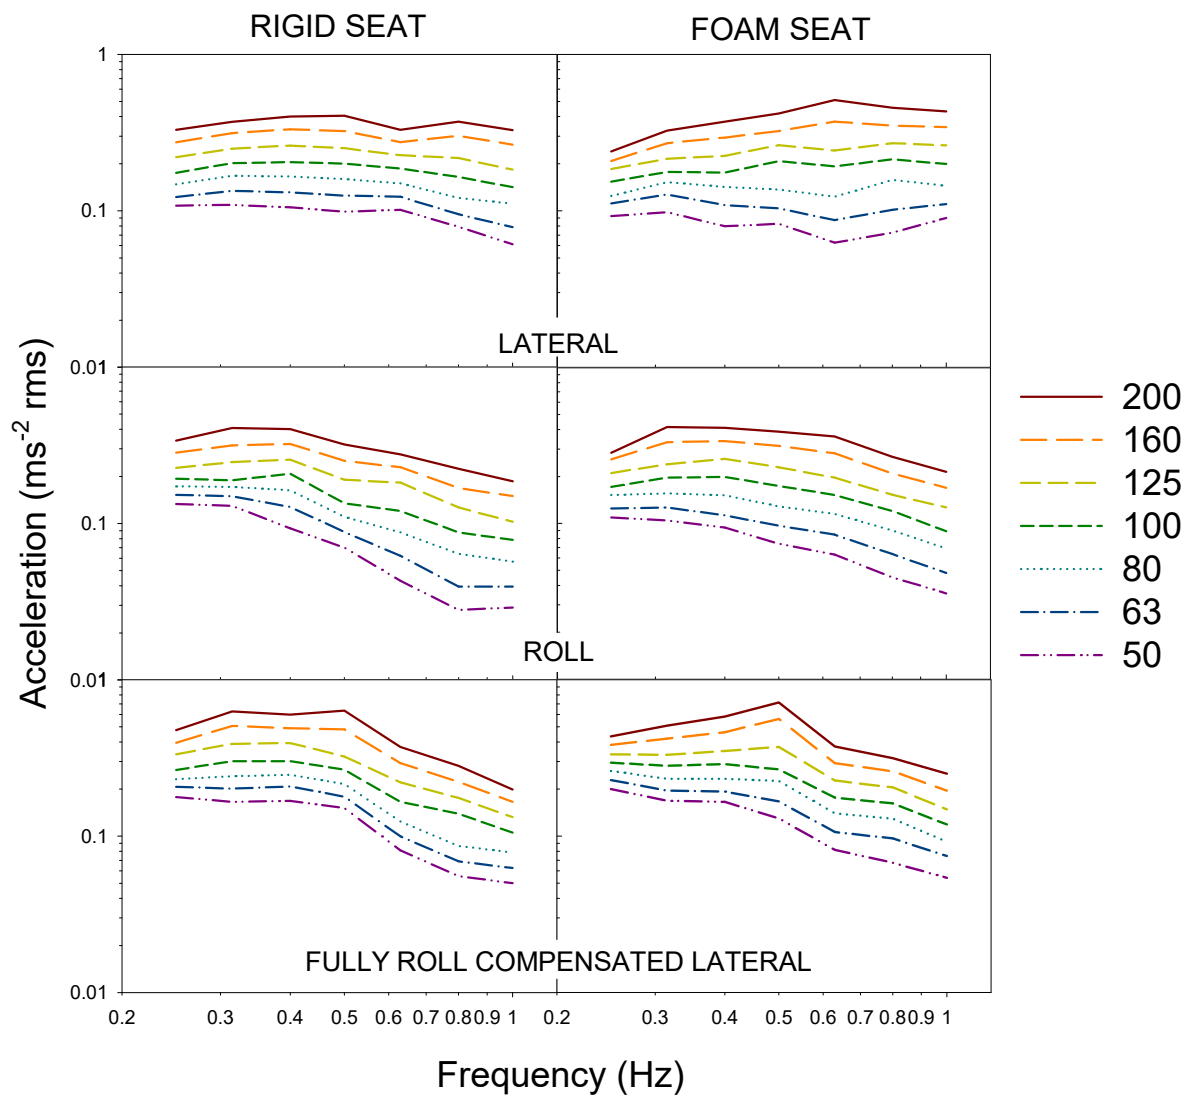 RIGID SEAT
FOAM SEAT
1
0.1
LATERAL
0.01
0.1
ROLL
0.01
0.1
FULLY ROLL COMPENSATED LATERAL
0.01
0.2 0.3 0.4 0.5 0.6 0.7 0.8 0.9 1 0.2 0.3 0.4 0.5 0.6 0.7 0.8 0.9 1
Acceleration (ms-2 rms)
Frequency (Hz)
200
160
125
100
80
63
50